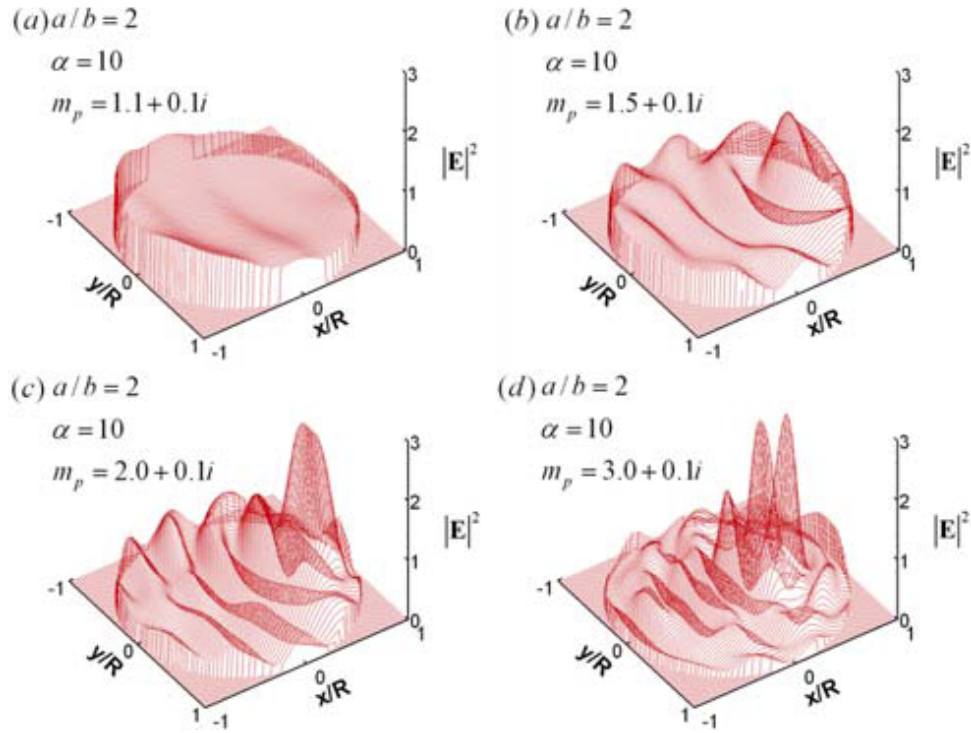 (a) a/b = 2
α = 10
m_p = 1.1 + 0.1i
3
2
1
0
|E|²
-1
0
1
y/R
-1
0
1
x/R
(b) a/b = 2
α = 10
m_p = 1.5 + 0.1i
3
2
1
0
|E|²
-1
0
1
y/R
-1
0
1
x/R
(c) a/b = 2
α = 10
m_p = 2.0 + 0.1i
3
2
1
0
|E|²
-1
0
1
y/R
-1
0
1
x/R
(d) a/b = 2
α = 10
m_p = 3.0 + 0.1i
3
2
1
0
|E|²
-1
0
1
y/R
-1
0
1
x/R